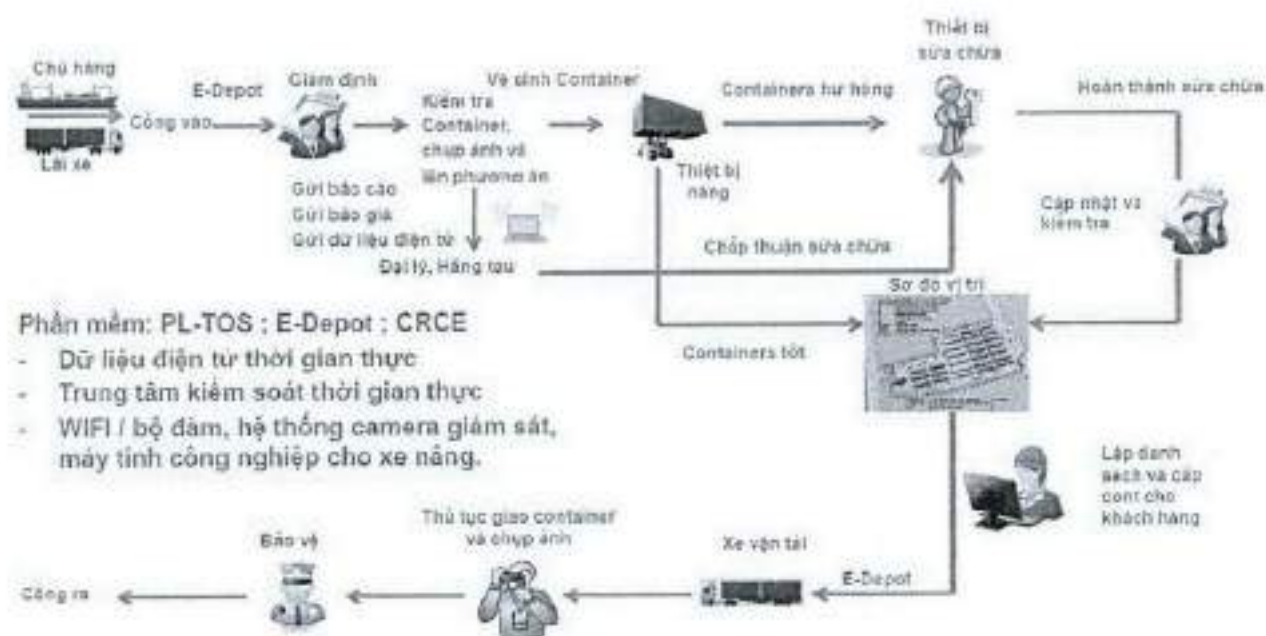 Chủ hàng
Lái xe
Cổng vào
E-Depot
Giám định
Kiểm tra
Container,
chụp ảnh và
lên phương án
Gửi báo cáo
Gửi báo giá
Gửi dữ liệu điện tử
Đại lý, Hãng tàu
Vệ sinh Container
Thiết bị
nâng
Containers hư hỏng
Thiết bị
sửa chữa
Hoàn thành sửa chữa
Cập nhật và
kiểm tra
Chấp thuận sửa chữa
Sơ đồ vị trí
Containers tốt
Phần mềm: PL-TOS ; E-Depot ; CRCE
- Dữ liệu điện tử thời gian thực
- Trung tâm kiểm soát thời gian thực
- WIFI / bộ đàm, hệ thống camera giám sát,
máy tính công nghiệp cho xe nâng.
Lập danh
sách và cấp
cont cho
khách hàng
E-Depot
Xe vận tải
Thủ tục giao container
và chụp ảnh
Bảo vệ
Cổng ra